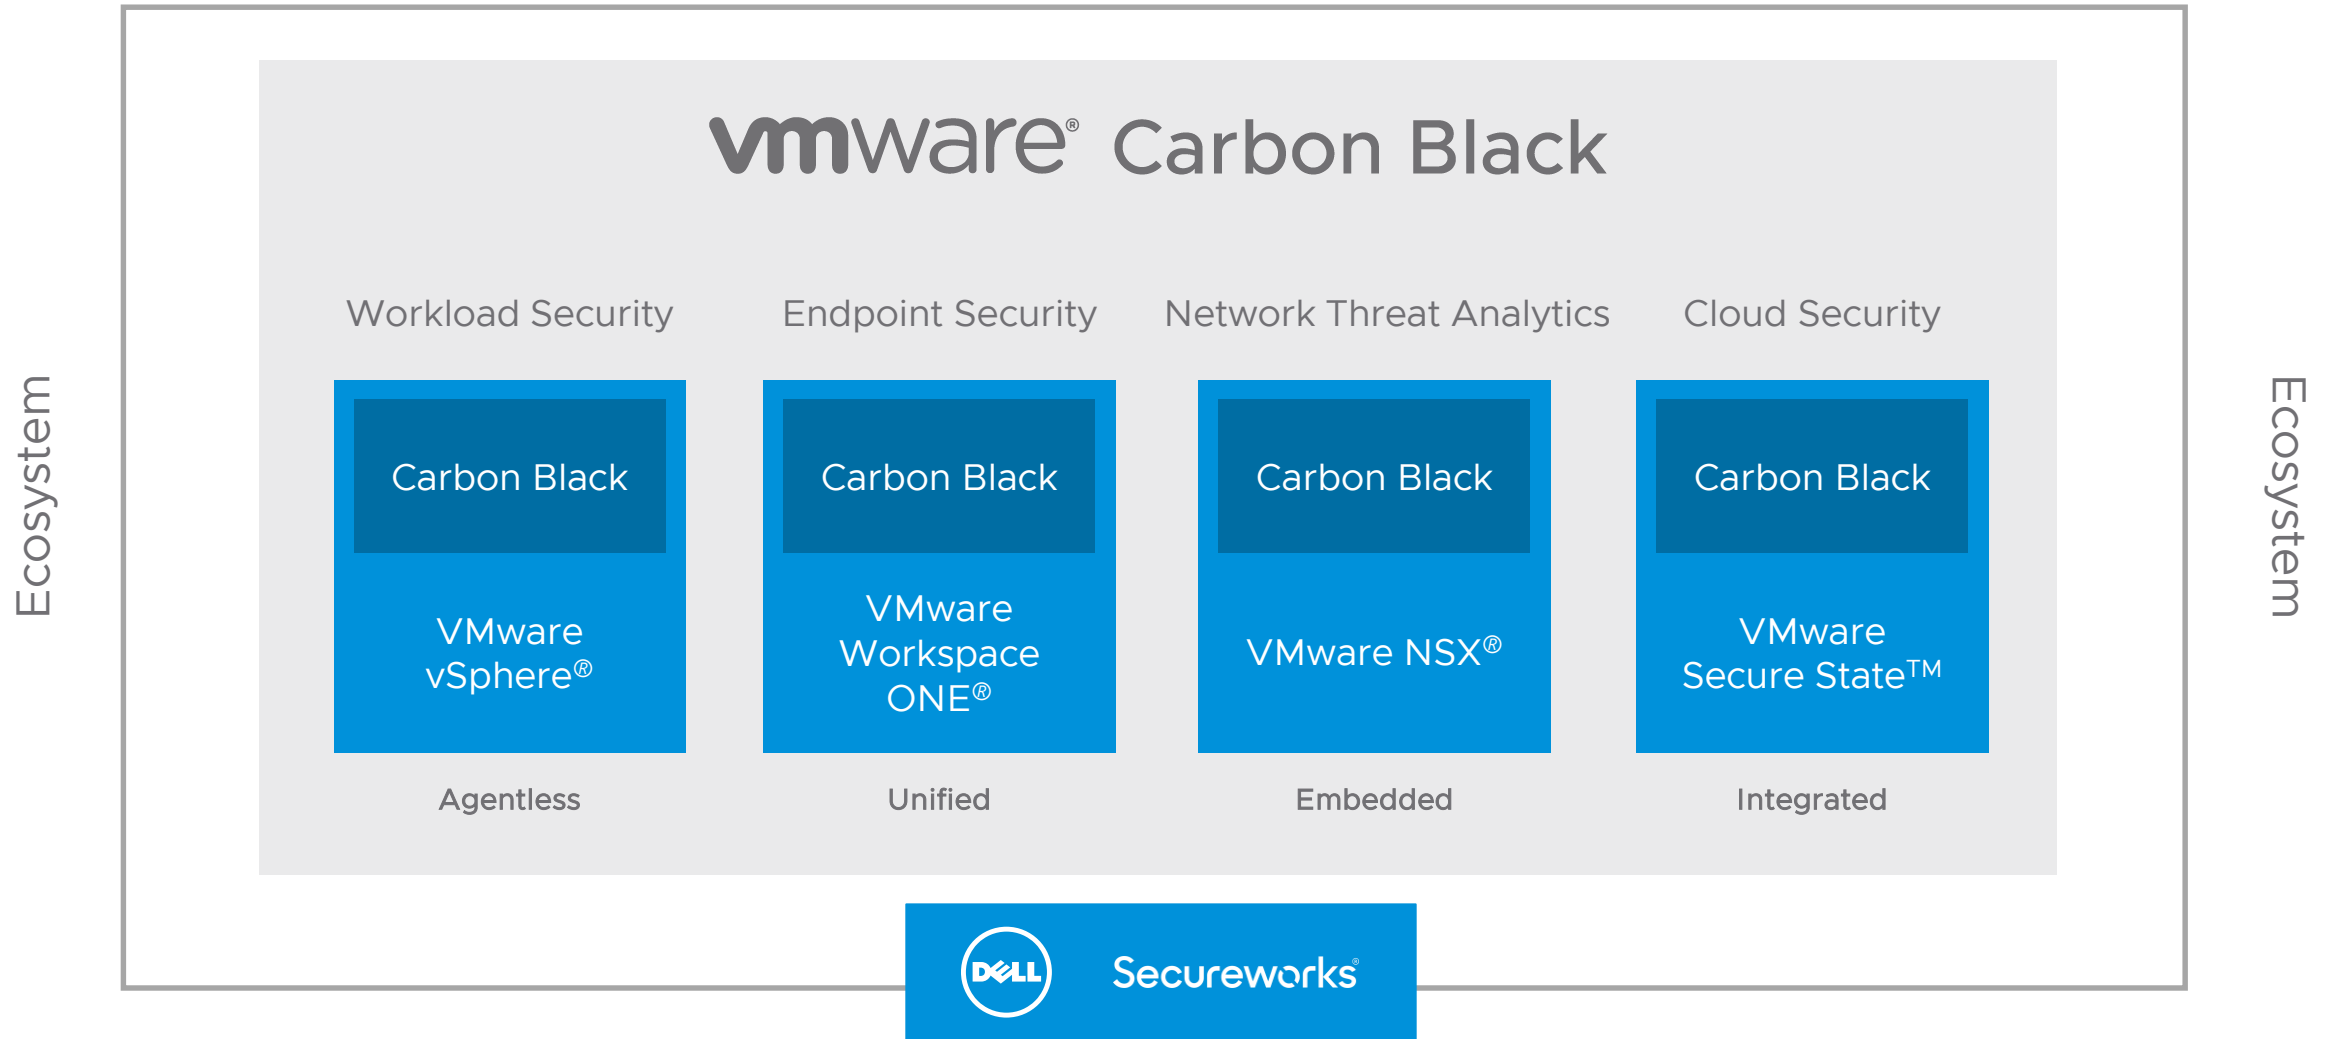 vmware® Carbon Black
Workload Security
Endpoint Security
Network Threat Analytics
Cloud Security
Carbon Black
Carbon Black
Carbon Black
Carbon Black
VMware
vSphere®
VMware
Workspace
ONE®
VMware NSX®
VMware
Secure State™
Agentless
Unified
Embedded
Integrated
Ecosystem
Ecosystem
DELL
Secureworks®